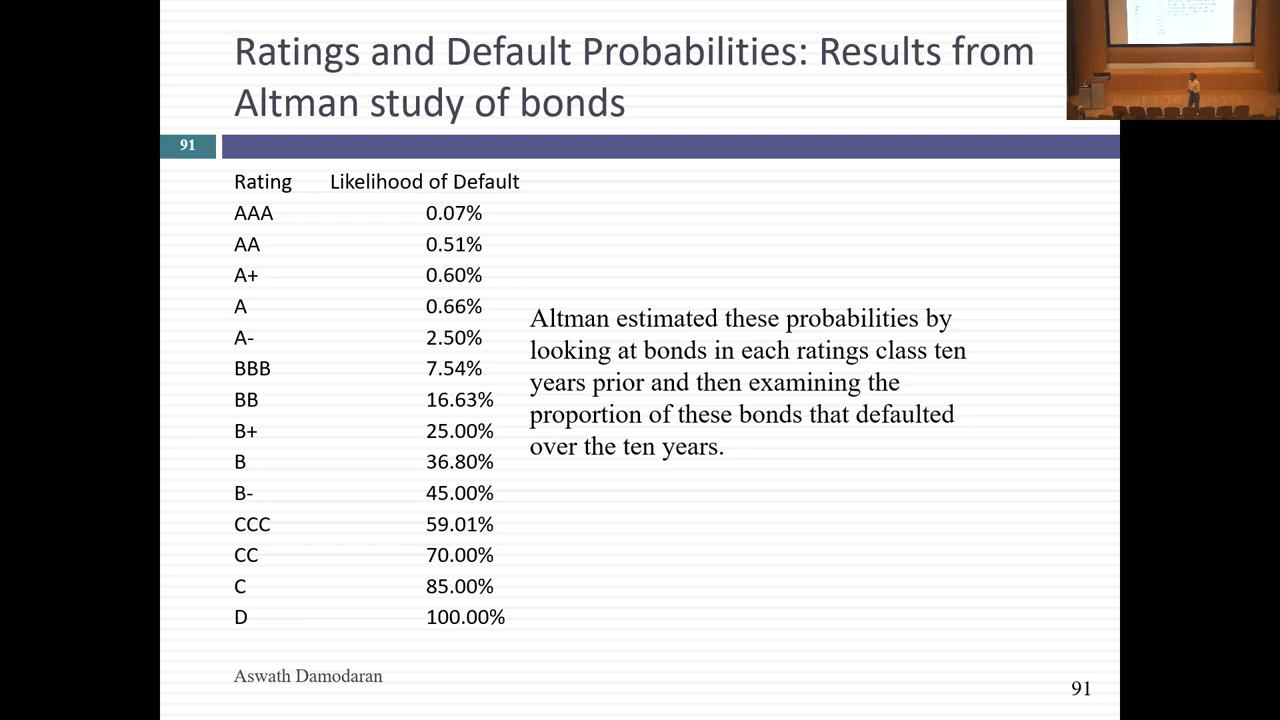 Ratings and Default Probabilities: Results from
Altman study of bonds
91
Rating Likelihood of Default
AAA 0.07%
AA 0.51%
A+ 0.60%
A 0.66%
A- 2.50%
BBB 7.54%
BB 16.63%
B+ 25.00%
B 36.80%
B- 45.00%
CCC 59.01%
CC 70.00%
C 85.00%
D 100.00%
Altman estimated these probabilities by
looking at bonds in each ratings class ten
years prior and then examining the
proportion of these bonds that defaulted
over the ten years.
Aswath Damodaran
91